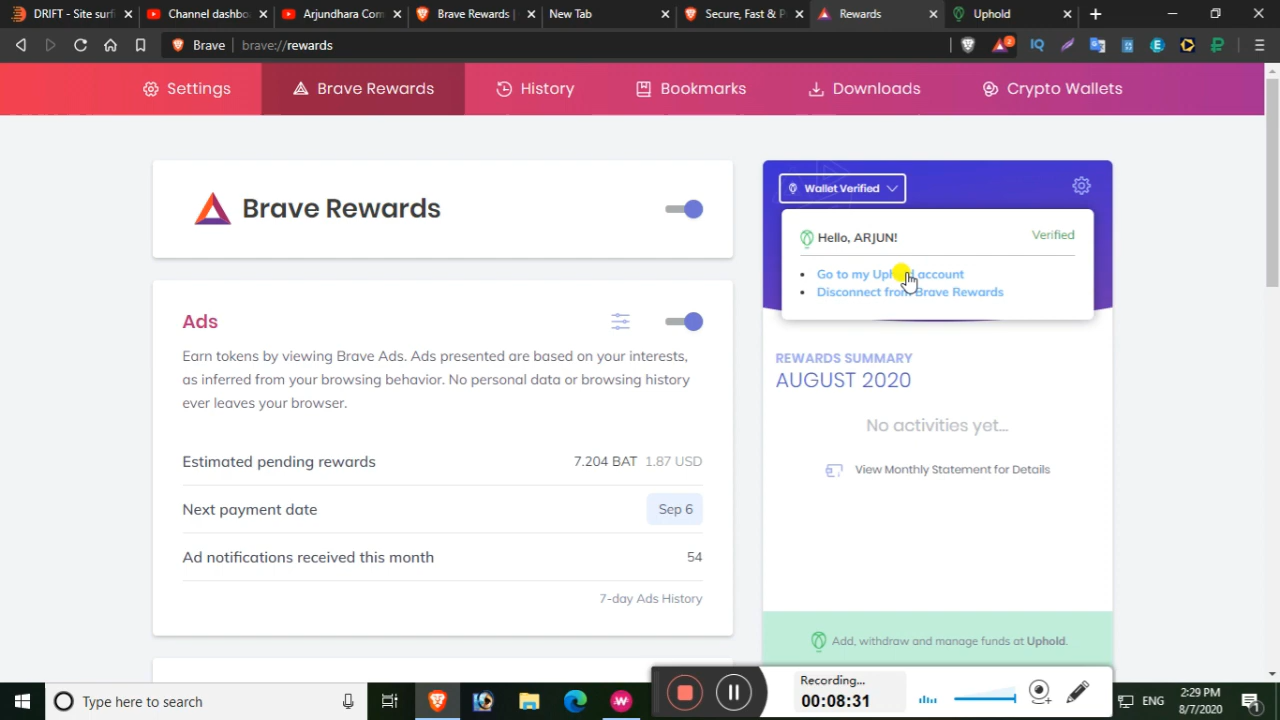 DRIFT - Site surf
Channel dashbo
Arjundhara Com
Brave Rewards |
New Tab
Secure, Fast & P
Rewards
Uphold
Brave brave://rewards
2
IQ
Settings
Brave Rewards
History
Bookmarks
Downloads
Crypto Wallets
Brave Rewards
Ads
Earn tokens by viewing Brave Ads. Ads presented are based on your interests,
as inferred from your browsing behavior. No personal data or browsing history
ever leaves your browser.
Estimated pending rewards 7.204 BAT 1.87 USD
Next payment date Sep 6
Ad notifications received this month 54
7-day Ads History
Wallet Verified
Hello, ARJUN! Verified
• Go to my Uphold account
• Disconnect from Brave Rewards
REWARDS SUMMARY
AUGUST 2020
No activities yet...
View Monthly Statement for Details
Add, withdraw and manage funds at Uphold.
Type here to search
Recording...
00:08:31
ENG
2:29 PM
8/7/2020
1